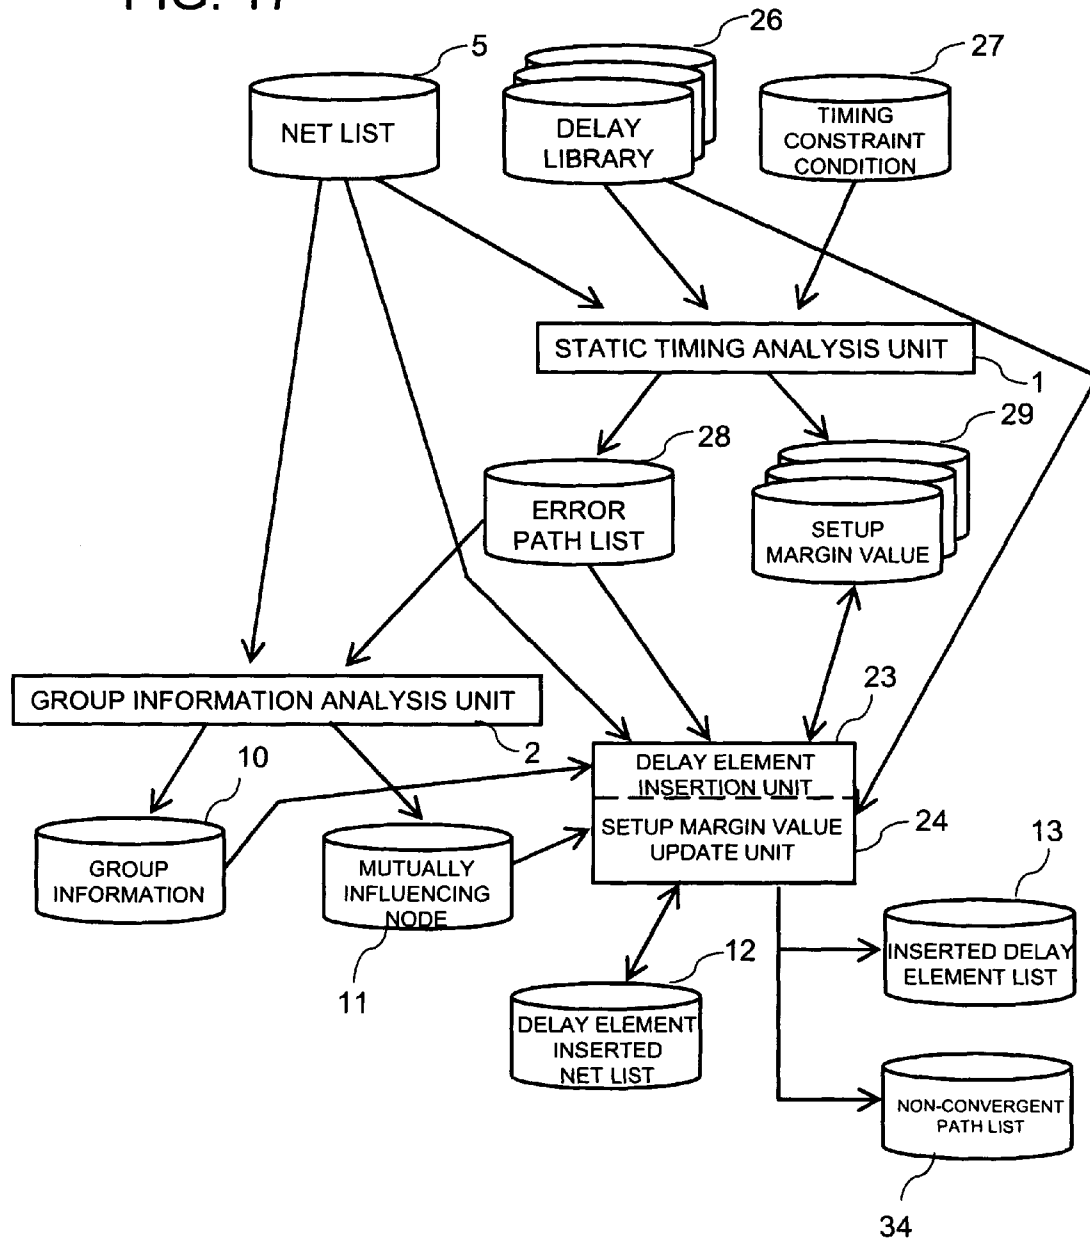 FIG. 17
5
26
27
NET LIST
DELAY
LIBRARY
TIMING
CONSTRAINT
CONDITION
STATIC TIMING ANALYSIS UNIT
1
28
29
ERROR
PATH LIST
SETUP
MARGIN VALUE
GROUP INFORMATION ANALYSIS UNIT
2
23
10
DELAY ELEMENT
INSERTION UNIT
SETUP MARGIN VALUE
UPDATE UNIT
24
GROUP
INFORMATION
MUTUALLY
INFLUENCING
NODE
11
13
INSERTED DELAY
ELEMENT LIST
12
DELAY ELEMENT
INSERTED
NET LIST
NON-CONVERGENT
PATH LIST
34